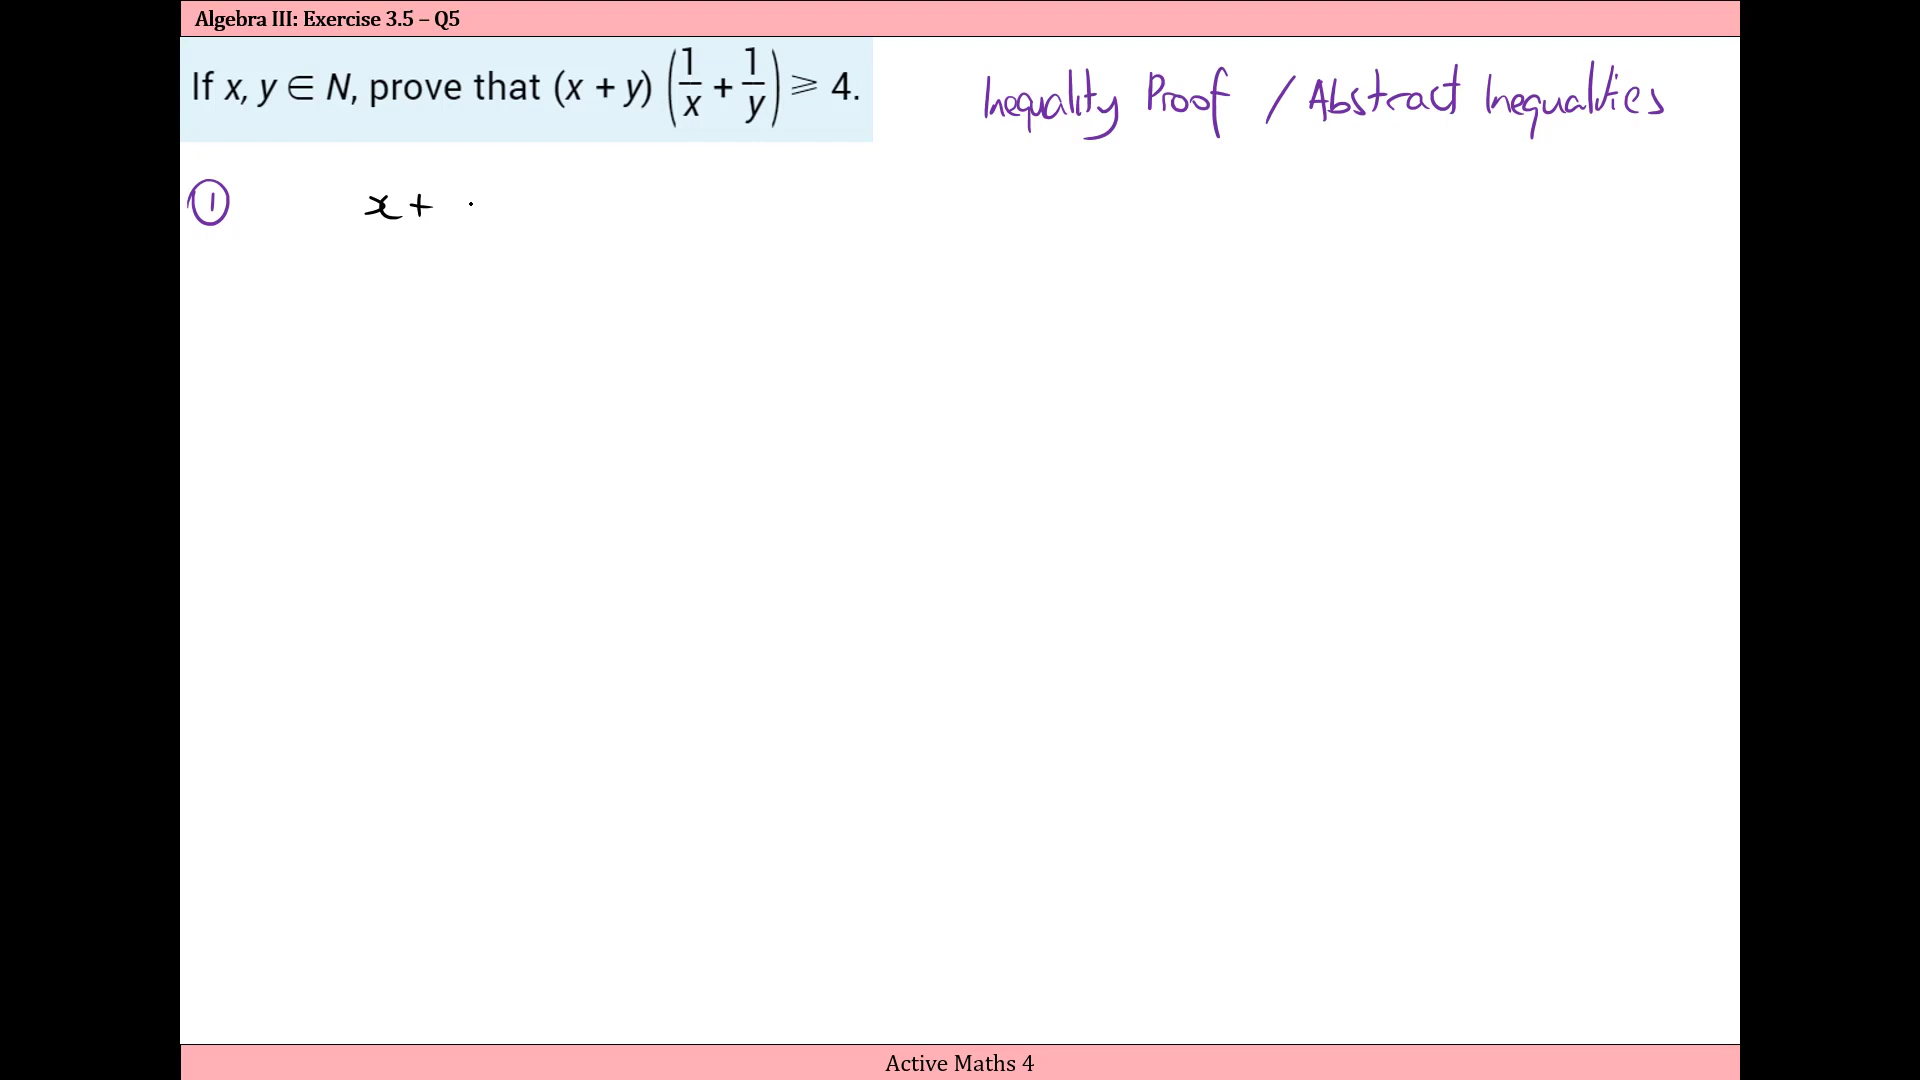 Algebra III: Exercise 3.5 – Q5
If x, y ∈ N, prove that (x + y) (1/x + 1/y) ⩾ 4.
Inequality Proof / Abstract Inequalities
① x +
Active Maths 4